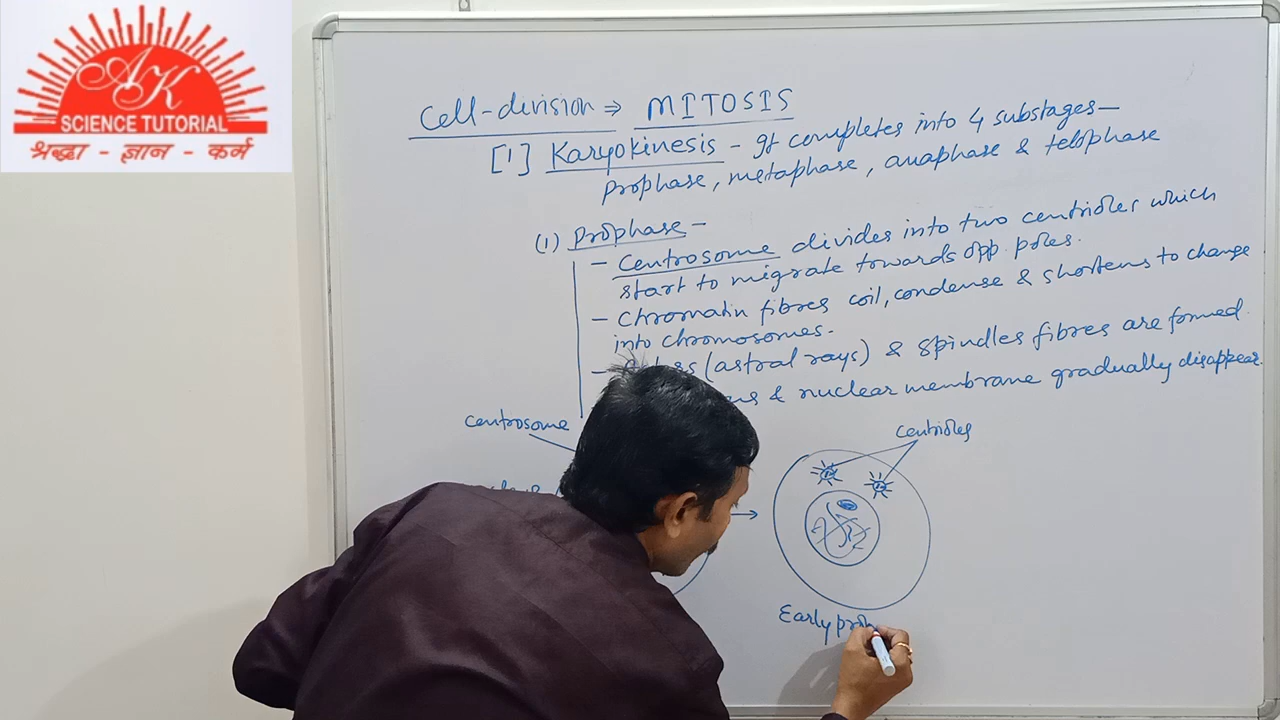 AK
SCIENCE TUTORIAL
श्रद्धा - ज्ञान - कर्म
Cell-division ⇒ MITOSIS
[1] Karyokinesis - It completes into 4 substages-
Prophase, metaphase, anaphase & telophase
(1) Prophase -
- Centrosome divides into two centrioles which
start to migrate towards opp. poles.
- Chromatin fibres coil, condense & shortens to change
into chromosomes.
- (astral rays) & spindles fibres are formed.
& nuclear membrane gradually disappear.
Centrosome
Centrioles
Early prop